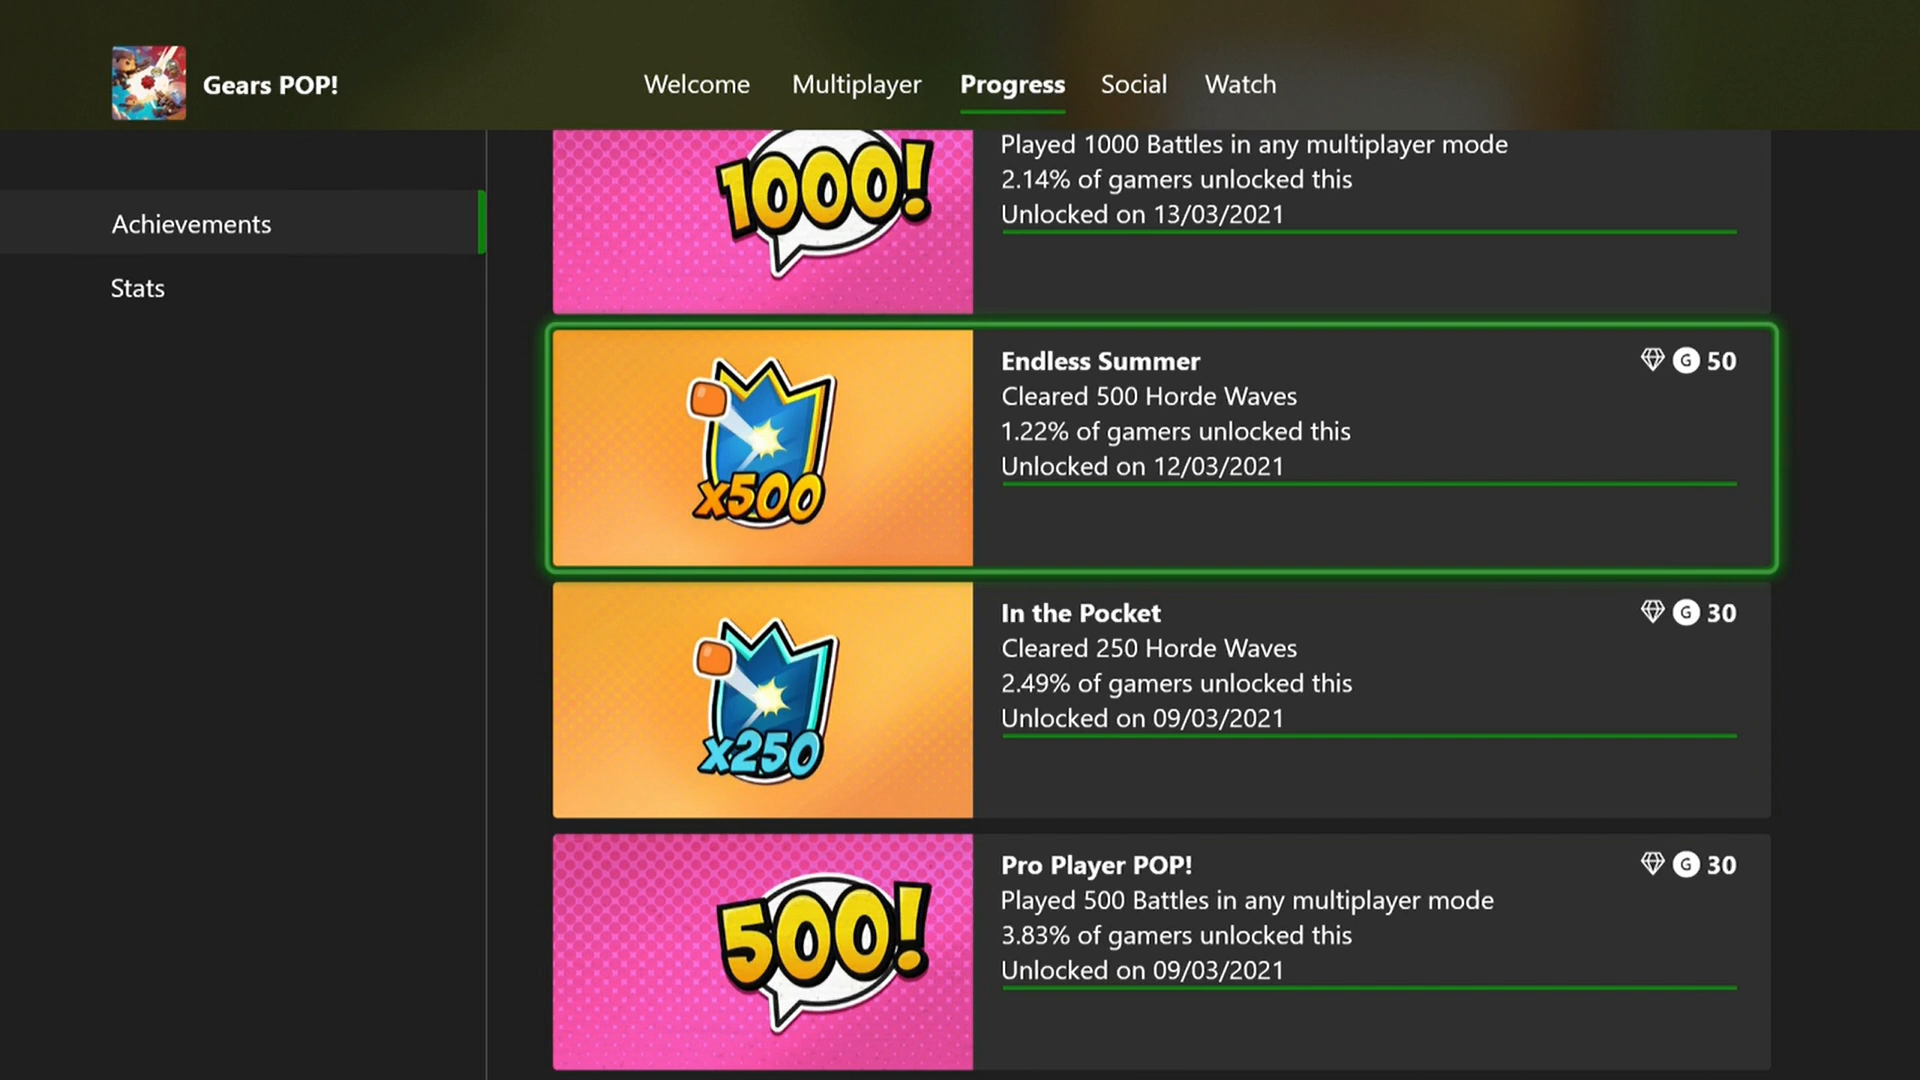 Gears POP!
Welcome
Multiplayer
Progress
Social
Watch
Achievements
Stats
1000!
Played 1000 Battles in any multiplayer mode
2.14% of gamers unlocked this
Unlocked on 13/03/2021
x500
Endless Summer
G 50
Cleared 500 Horde Waves
1.22% of gamers unlocked this
Unlocked on 12/03/2021
x250
In the Pocket
G 30
Cleared 250 Horde Waves
2.49% of gamers unlocked this
Unlocked on 09/03/2021
500!
Pro Player POP!
G 30
Played 500 Battles in any multiplayer mode
3.83% of gamers unlocked this
Unlocked on 09/03/2021